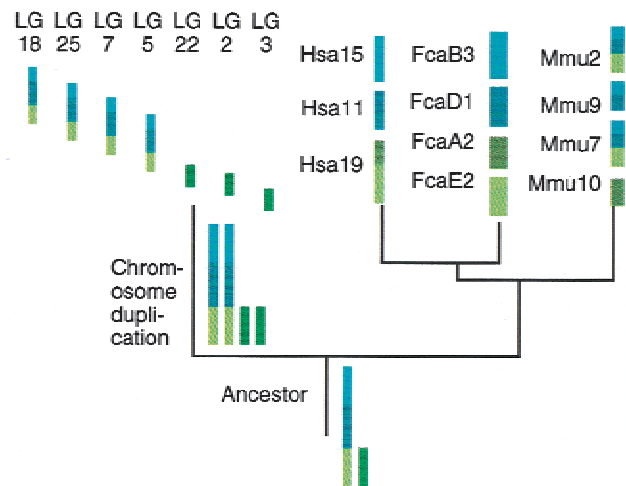 LG LG LG LG LG LG LG
18 25 7 5 22 2 3
Hsa15
Hsa11
Hsa19
FcaB3
FcaD1
FcaA2
FcaE2
Mmu2
Mmu9
Mmu7
Mmu10
Chrom-
osome
dupli-
cation
Ancestor